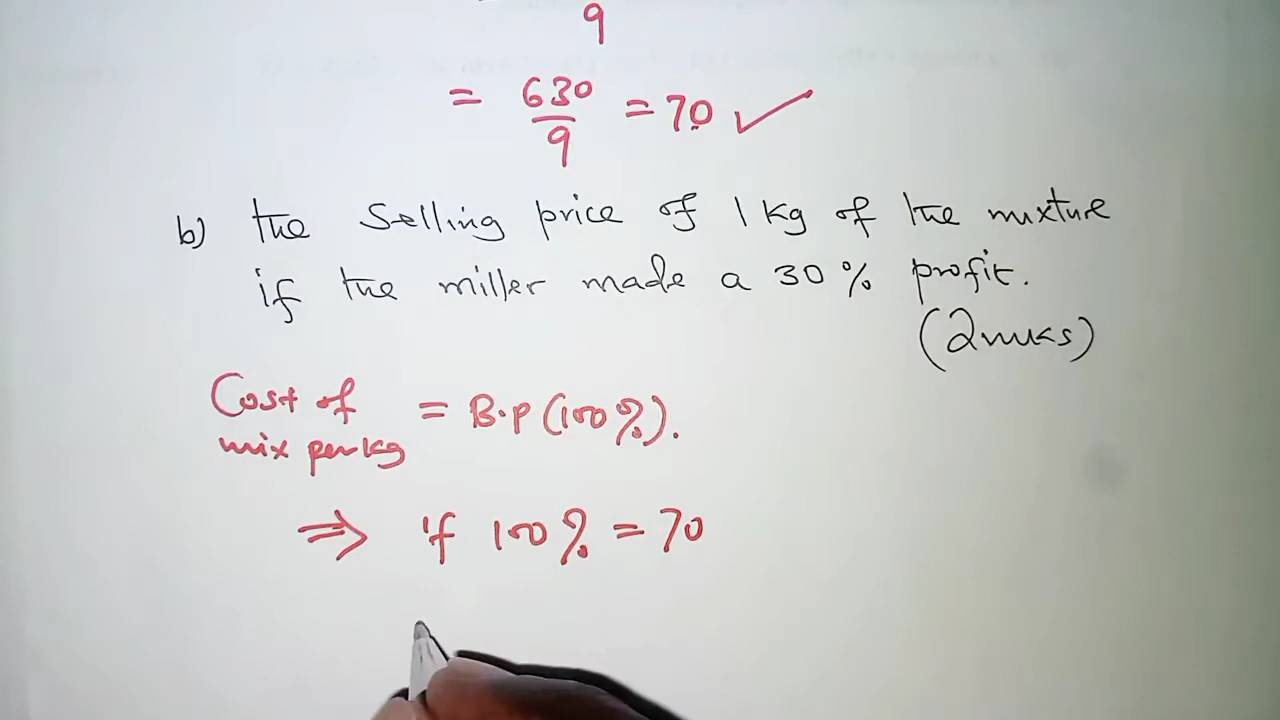 9
= 630/9 = 70 ✓
b) the selling price of 1 kg of the mixture
if the miller made a 30% profit.
(2mks)
Cost of mix per kg = B.P (100%).
⇒ if 100% = 70